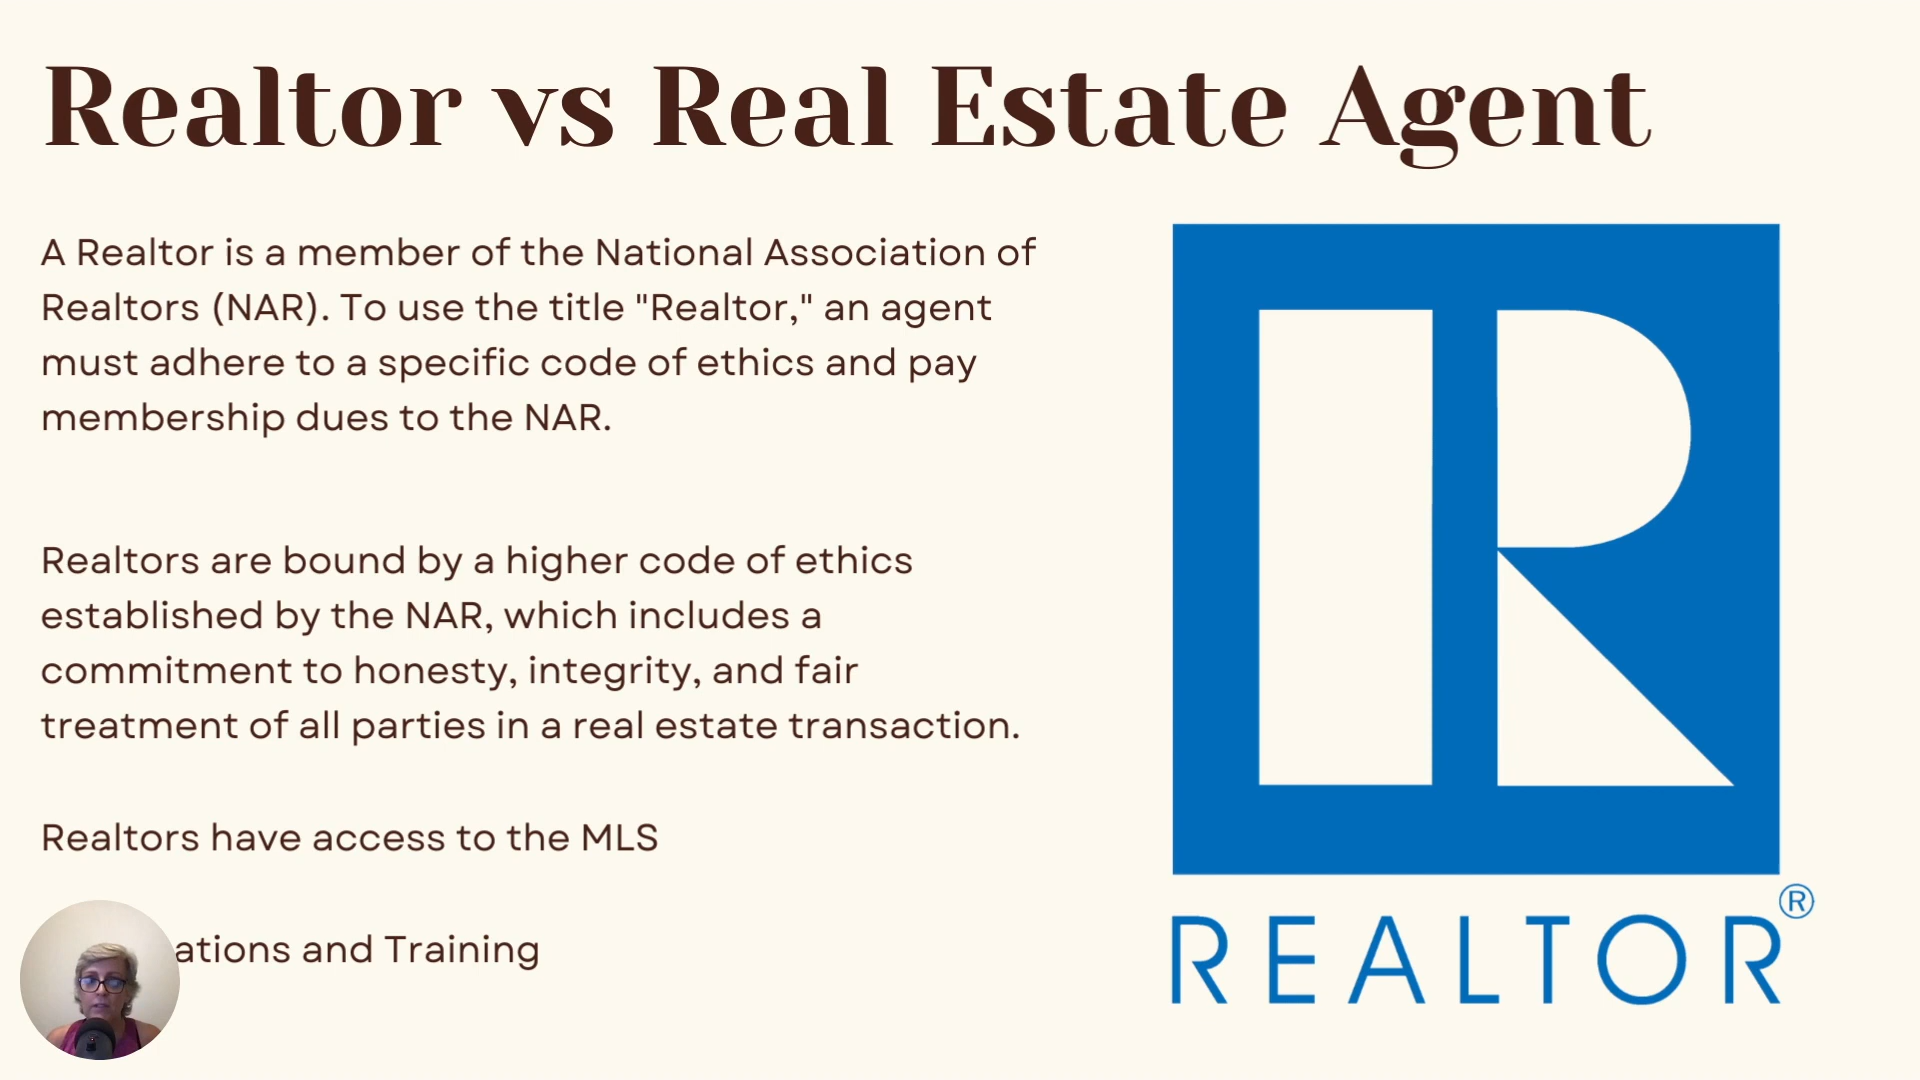 Realtor vs Real Estate Agent
A Realtor is a member of the National Association of
Realtors (NAR). To use the title "Realtor," an agent
must adhere to a specific code of ethics and pay
membership dues to the NAR.
Realtors are bound by a higher code of ethics
established by the NAR, which includes a
commitment to honesty, integrity, and fair
treatment of all parties in a real estate transaction.
Realtors have access to the MLS
and Training
R
REALTOR®